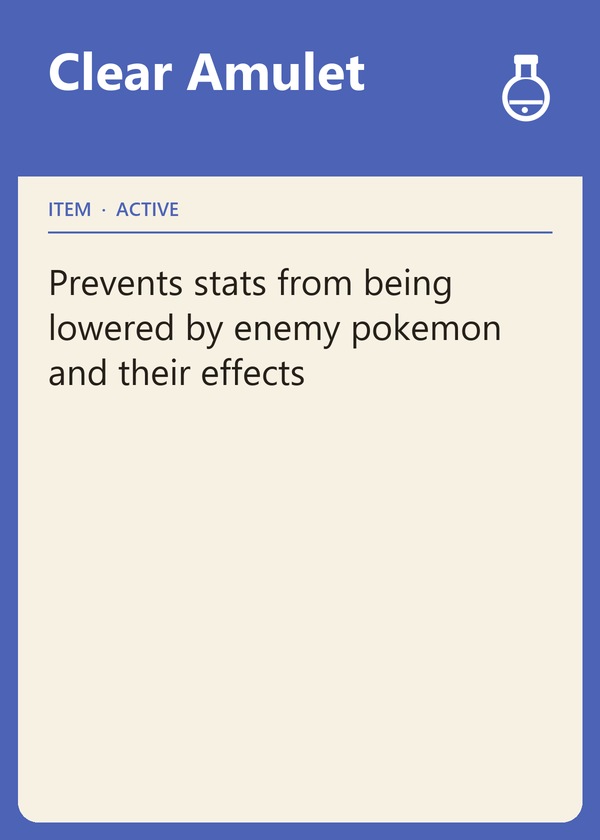 Clear Amulet
ITEM · ACTIVE
Prevents stats from being
lowered by enemy pokemon
and their effects